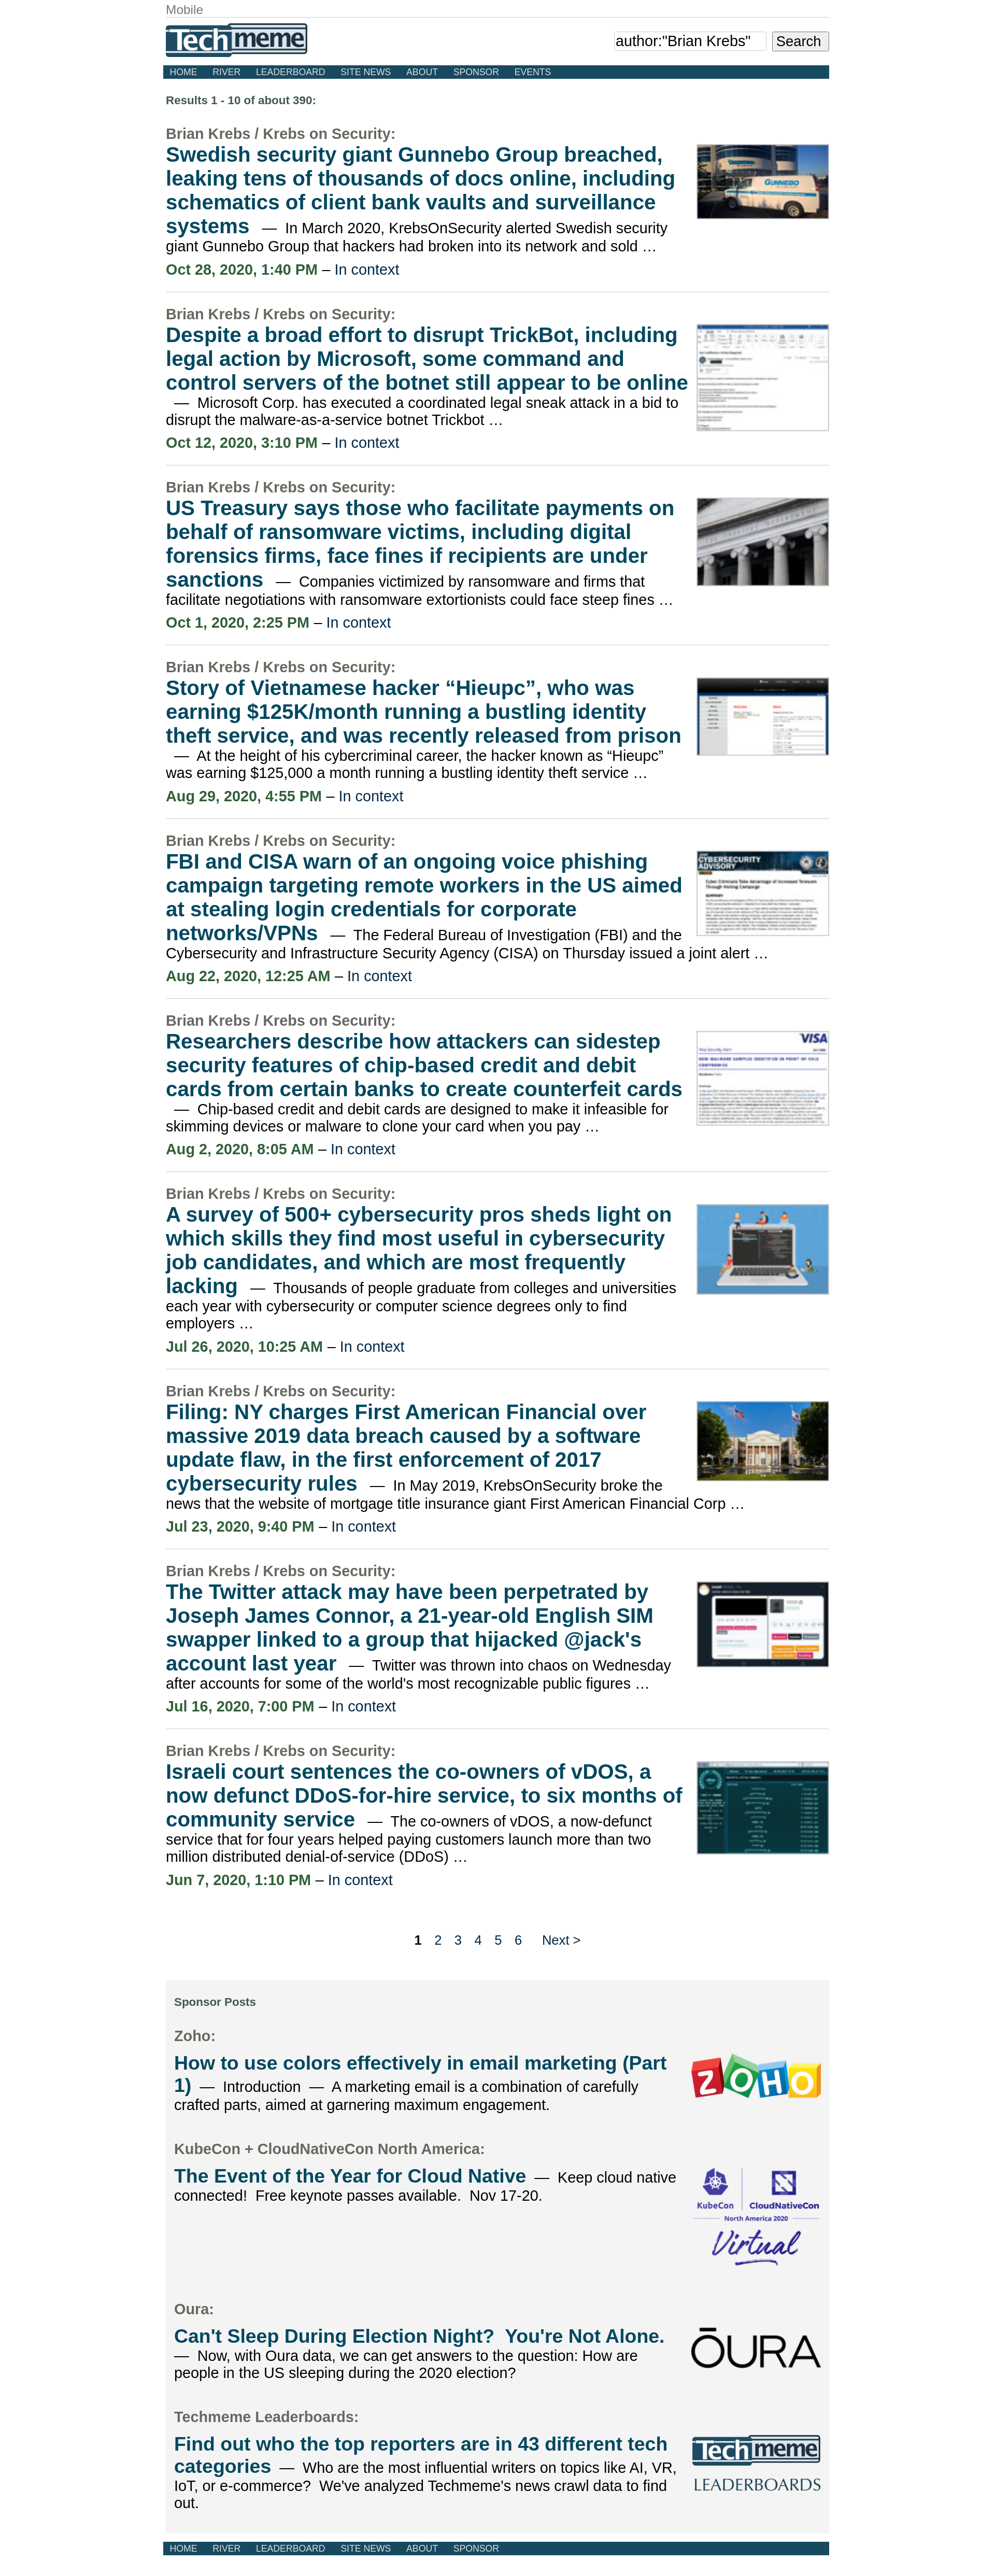 Mobile
Techmeme
author:"Brian Krebs" Search
HOME RIVER LEADERBOARD SITE NEWS ABOUT SPONSOR EVENTS
Results 1 - 10 of about 390:
Brian Krebs / Krebs on Security:
Swedish security giant Gunnebo Group breached,
leaking tens of thousands of docs online, including
schematics of client bank vaults and surveillance
systems — In March 2020, KrebsOnSecurity alerted Swedish security
giant Gunnebo Group that hackers had broken into its network and sold …
Oct 28, 2020, 1:40 PM – In context
GUNNEBO
Brian Krebs / Krebs on Security:
Despite a broad effort to disrupt TrickBot, including
legal action by Microsoft, some command and
control servers of the botnet still appear to be online
— Microsoft Corp. has executed a coordinated legal sneak attack in a bid to
disrupt the malware-as-a-service botnet Trickbot …
Oct 12, 2020, 3:10 PM – In context
Brian Krebs / Krebs on Security:
US Treasury says those who facilitate payments on
behalf of ransomware victims, including digital
forensics firms, face fines if recipients are under
sanctions — Companies victimized by ransomware and firms that
facilitate negotiations with ransomware extortionists could face steep fines …
Oct 1, 2020, 2:25 PM – In context
Brian Krebs / Krebs on Security:
Story of Vietnamese hacker “Hieupc”, who was
earning $125K/month running a bustling identity
theft service, and was recently released from prison
— At the height of his cybercriminal career, the hacker known as “Hieupc”
was earning $125,000 a month running a bustling identity theft service …
Aug 29, 2020, 4:55 PM – In context
Brian Krebs / Krebs on Security:
FBI and CISA warn of an ongoing voice phishing
campaign targeting remote workers in the US aimed
at stealing login credentials for corporate
networks/VPNs — The Federal Bureau of Investigation (FBI) and the
Cybersecurity and Infrastructure Security Agency (CISA) on Thursday issued a joint alert …
Aug 22, 2020, 12:25 AM – In context
CYBERSECURITY
ADVISORY
Cyber Criminals Take Advantage of Increased Telework
Through Vishing Campaign
Brian Krebs / Krebs on Security:
Researchers describe how attackers can sidestep
security features of chip-based credit and debit
cards from certain banks to create counterfeit cards
— Chip-based credit and debit cards are designed to make it infeasible for
skimming devices or malware to clone your card when you pay …
Aug 2, 2020, 8:05 AM – In context
VISA
Brian Krebs / Krebs on Security:
A survey of 500+ cybersecurity pros sheds light on
which skills they find most useful in cybersecurity
job candidates, and which are most frequently
lacking — Thousands of people graduate from colleges and universities
each year with cybersecurity or computer science degrees only to find
employers …
Jul 26, 2020, 10:25 AM – In context
Brian Krebs / Krebs on Security:
Filing: NY charges First American Financial over
massive 2019 data breach caused by a software
update flaw, in the first enforcement of 2017
cybersecurity rules — In May 2019, KrebsOnSecurity broke the
news that the website of mortgage title insurance giant First American Financial Corp …
Jul 23, 2020, 9:40 PM – In context
Brian Krebs / Krebs on Security:
The Twitter attack may have been perpetrated by
Joseph James Connor, a 21-year-old English SIM
swapper linked to a group that hijacked @jack's
account last year — Twitter was thrown into chaos on Wednesday
after accounts for some of the world's most recognizable public figures …
Jul 16, 2020, 7:00 PM – In context
Brian Krebs / Krebs on Security:
Israeli court sentences the co-owners of vDOS, a
now defunct DDoS-for-hire service, to six months of
community service — The co-owners of vDOS, a now-defunct
service that for four years helped paying customers launch more than two
million distributed denial-of-service (DDoS) …
Jun 7, 2020, 1:10 PM – In context
1 2 3 4 5 6 Next >
Sponsor Posts
Zoho:
How to use colors effectively in email marketing (Part
1) — Introduction — A marketing email is a combination of carefully
crafted parts, aimed at garnering maximum engagement.
ZOHO
KubeCon + CloudNativeCon North America:
The Event of the Year for Cloud Native — Keep cloud native
connected! Free keynote passes available. Nov 17-20.
KubeCon CloudNativeCon
North America 2020
Virtual
Oura:
Can't Sleep During Election Night? You're Not Alone.
— Now, with Oura data, we can get answers to the question: How are
people in the US sleeping during the 2020 election?
ŌURA
Techmeme Leaderboards:
Find out who the top reporters are in 43 different tech
categories — Who are the most influential writers on topics like AI, VR,
IoT, or e-commerce? We've analyzed Techmeme's news crawl data to find
out.
Techmeme
LEADERBOARDS
HOME RIVER LEADERBOARD SITE NEWS ABOUT SPONSOR